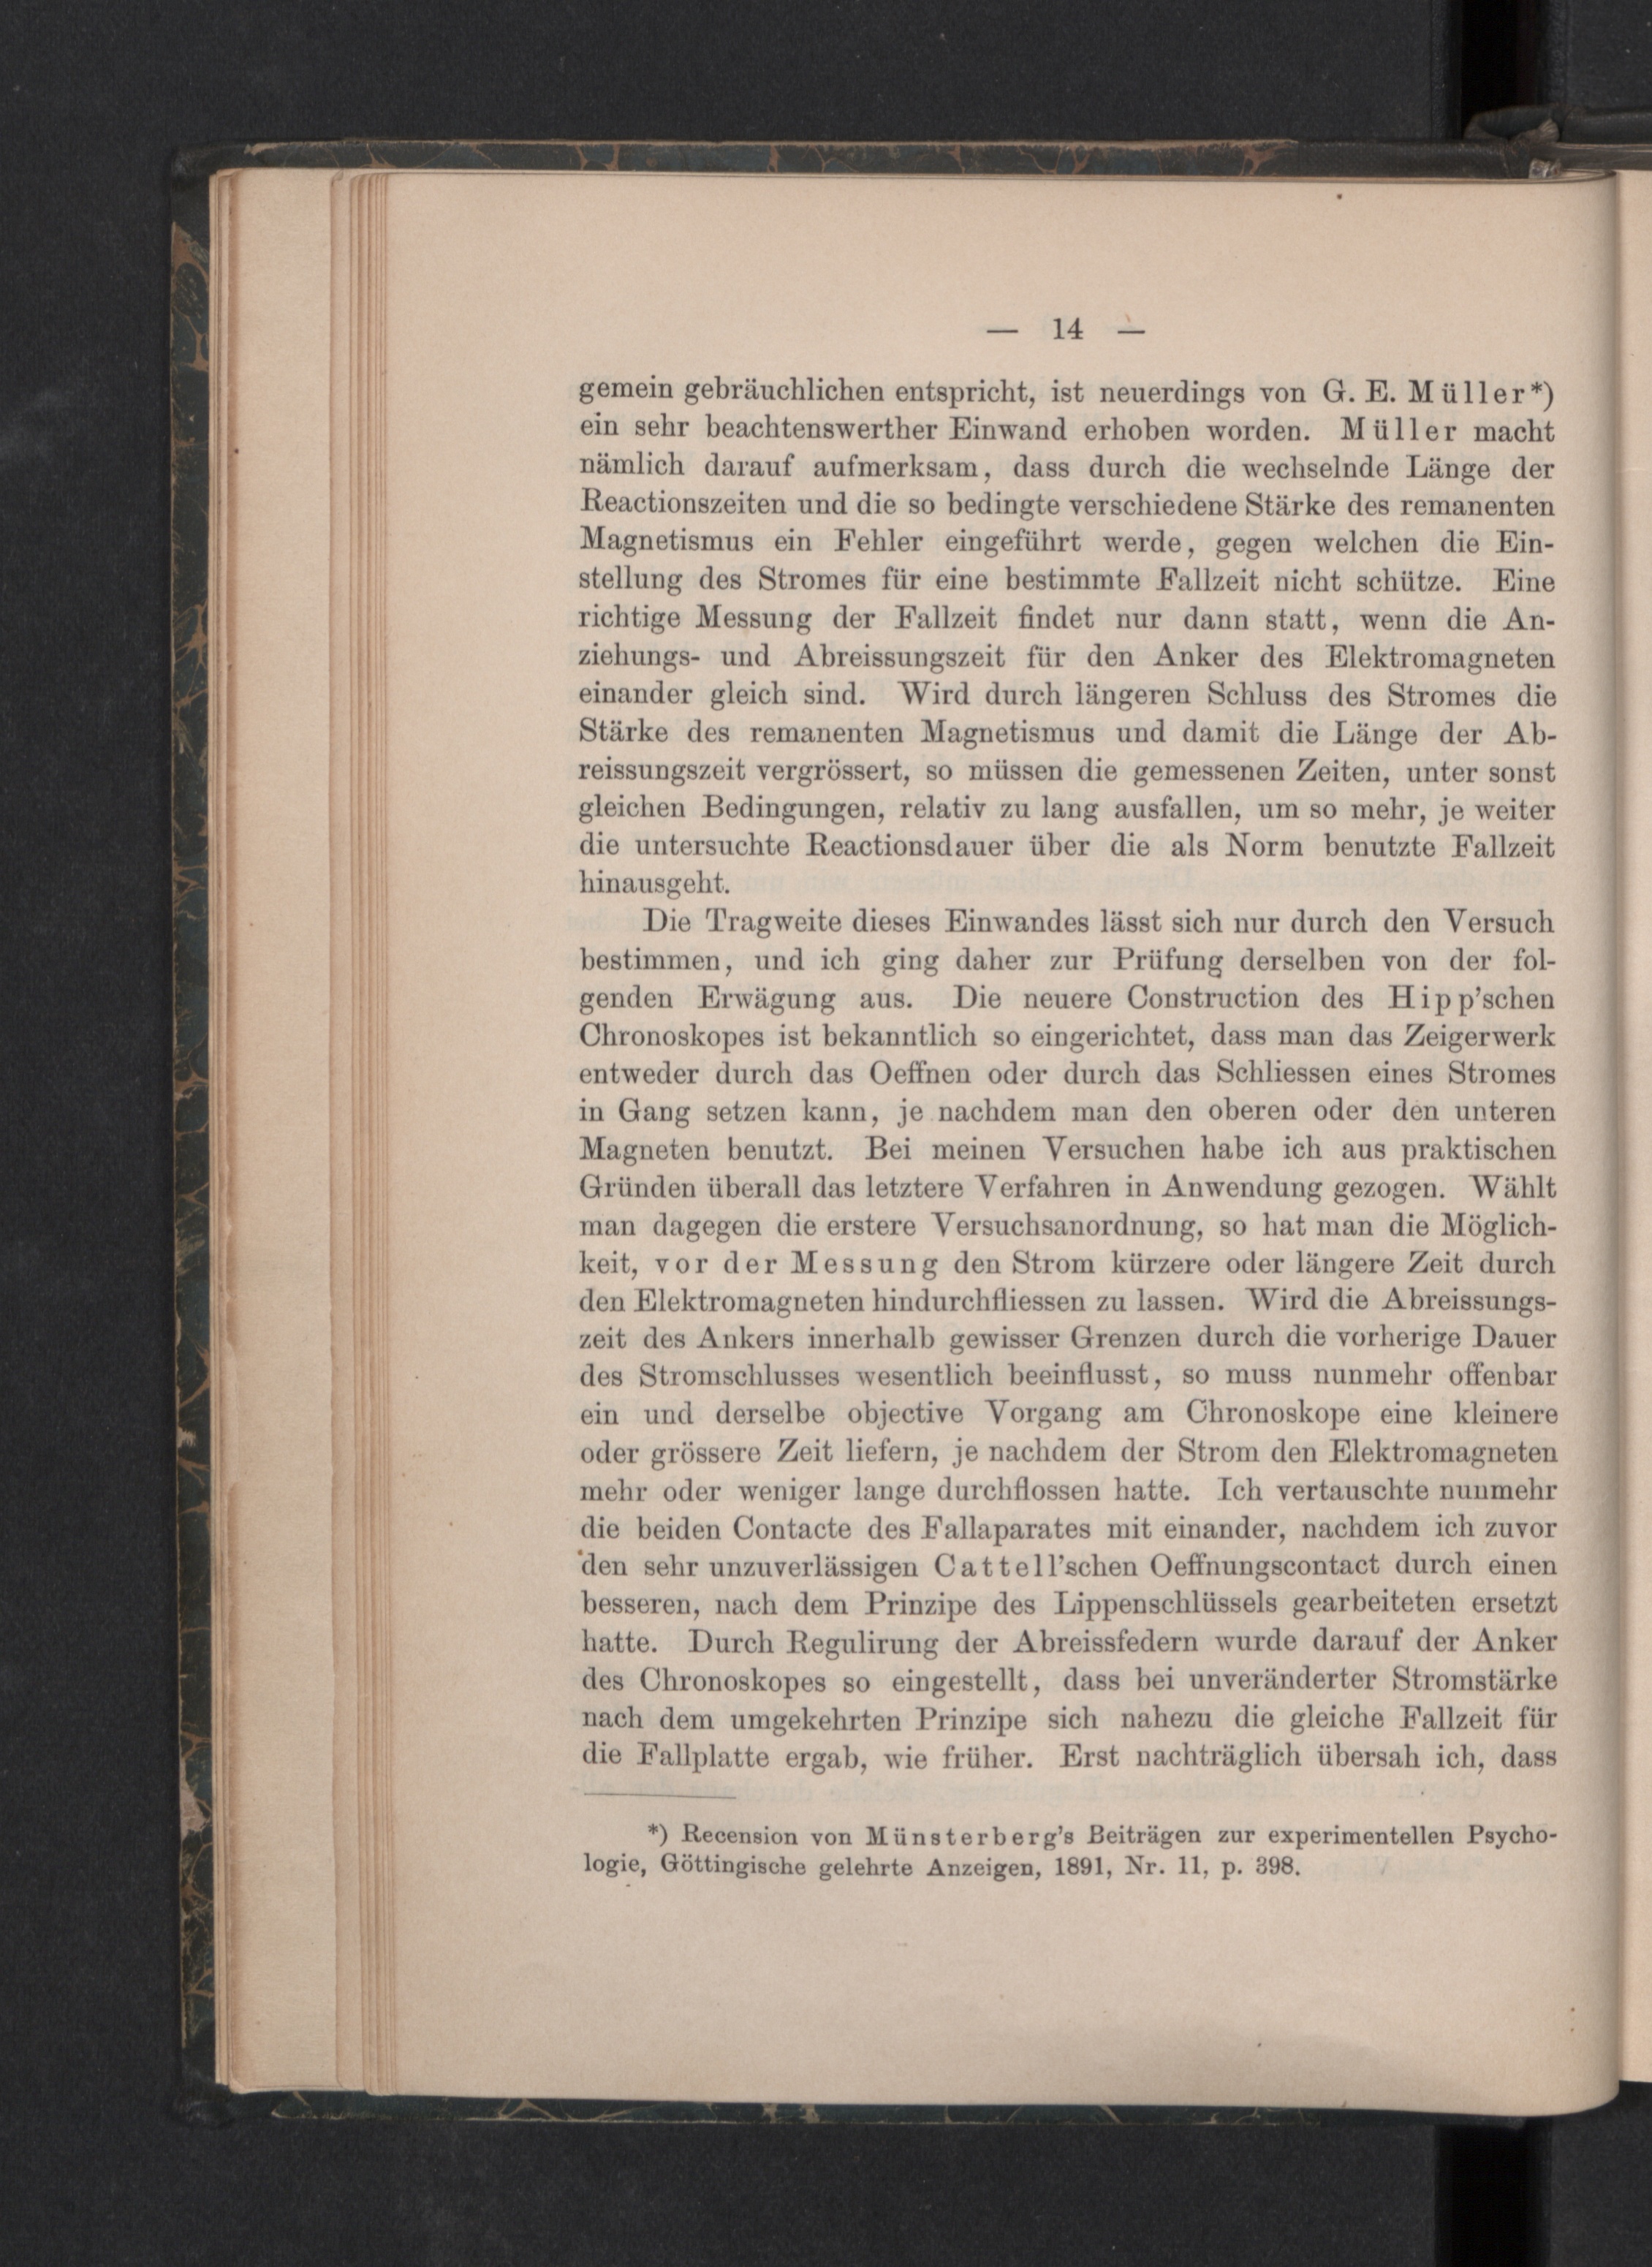 — 14 —
gemein gebräuchlichen entspricht, ist neuerdings von G. E. Müller*)
ein sehr beachtenswerther Einwand erhoben worden. Müller macht
nämlich darauf aufmerksam, dass durch die wechselnde Länge der
Reactionszeiten und die so bedingte verschiedene Stärke des remanenten
Magnetismus ein Fehler eingeführt werde, gegen welchen die Ein-
stellung des Stromes für eine bestimmte Fallzeit nicht schütze. Eine
richtige Messung der Fallzeit findet nur dann statt, wenn die An-
ziehungs- und Abreissungszeit für den Anker des Elektromagneten
einander gleich sind. Wird durch längeren Schluss des Stromes die
Stärke des remanenten Magnetismus und damit die Länge der Ab-
reissungszeit vergrössert, so müssen die gemessenen Zeiten, unter sonst
gleichen Bedingungen, relativ zu lang ausfallen, um so mehr, je weiter
die untersuchte Reactionsdauer über die als Norm benutzte Fallzeit
hinausgeht.
Die Tragweite dieses Einwandes lässt sich nur durch den Versuch
bestimmen, und ich ging daher zur Prüfung derselben von der fol-
genden Erwägung aus. Die neuere Construction des Hipp'schen
Chronoskopes ist bekanntlich so eingerichtet, dass man das Zeigerwerk
entweder durch das Oeffnen oder durch das Schliessen eines Stromes
in Gang setzen kann, je nachdem man den oberen oder den unteren
Magneten benutzt. Bei meinen Versuchen habe ich aus praktischen
Gründen überall das letztere Verfahren in Anwendung gezogen. Wählt
man dagegen die erstere Versuchsanordnung, so hat man die Möglich-
keit, vor der Messung den Strom kürzere oder längere Zeit durch
den Elektromagneten hindurchfliessen zu lassen. Wird die Abreissungs-
zeit des Ankers innerhalb gewisser Grenzen durch die vorherige Dauer
des Stromschlusses wesentlich beeinflusst, so muss nunmehr offenbar
ein und derselbe objective Vorgang am Chronoskope eine kleinere
oder grössere Zeit liefern, je nachdem der Strom den Elektromagneten
mehr oder weniger lange durchflossen hatte. Ich vertauschte nunmehr
die beiden Contacte des Fallaparates mit einander, nachdem ich zuvor
den sehr unzuverlässigen Cattell'schen Oeffnungscontact durch einen
besseren, nach dem Prinzipe des Lippenschlüssels gearbeiteten ersetzt
hatte. Durch Regulirung der Abreissfedern wurde darauf der Anker
des Chronoskopes so eingestellt, dass bei unveränderter Stromstärke
nach dem umgekehrten Prinzipe sich nahezu die gleiche Fallzeit für
die Fallplatte ergab, wie früher. Erst nachträglich übersah ich, dass
*) Recension von Münsterberg's Beiträgen zur experimentellen Psycho-
logie, Göttingische gelehrte Anzeigen, 1891, Nr. 11, p. 398.